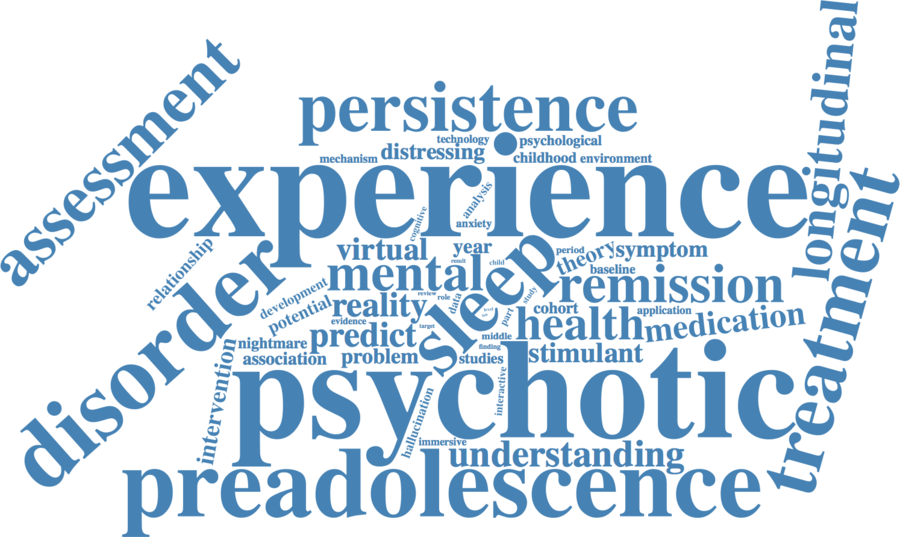 longitudinal
assessment
persistence
technology
psychological
mechanism
distressing
childhood
environment
experience
treatment
analysis
anxiety
cognitive
relationship
disorder
virtual
year
sleep
period
theory
symptom
result
child
mental
baseline
remission
development
potential
reality
review
role
data
study
part
cohort
application
evidence
predict
target
health
medication
nightmare
middle
finding
association
problem
studies
stimulant
intervention
psychotic
interactive
hallucination
immersive
understanding
preadolescence